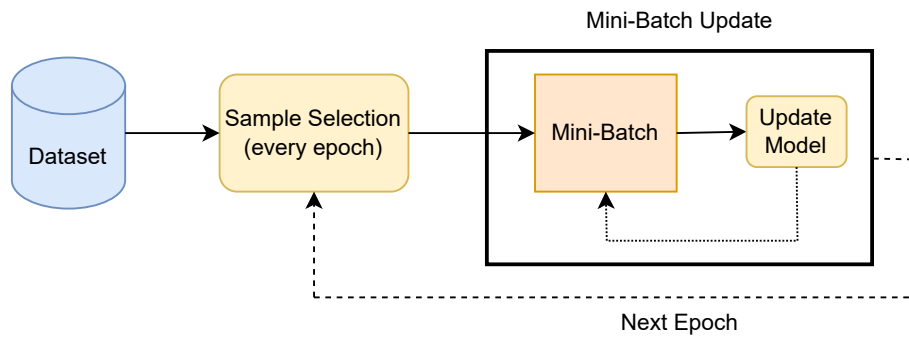 Mini-Batch Update
Dataset
Sample Selection
(every epoch)
Mini-Batch
Update
Model
Next Epoch